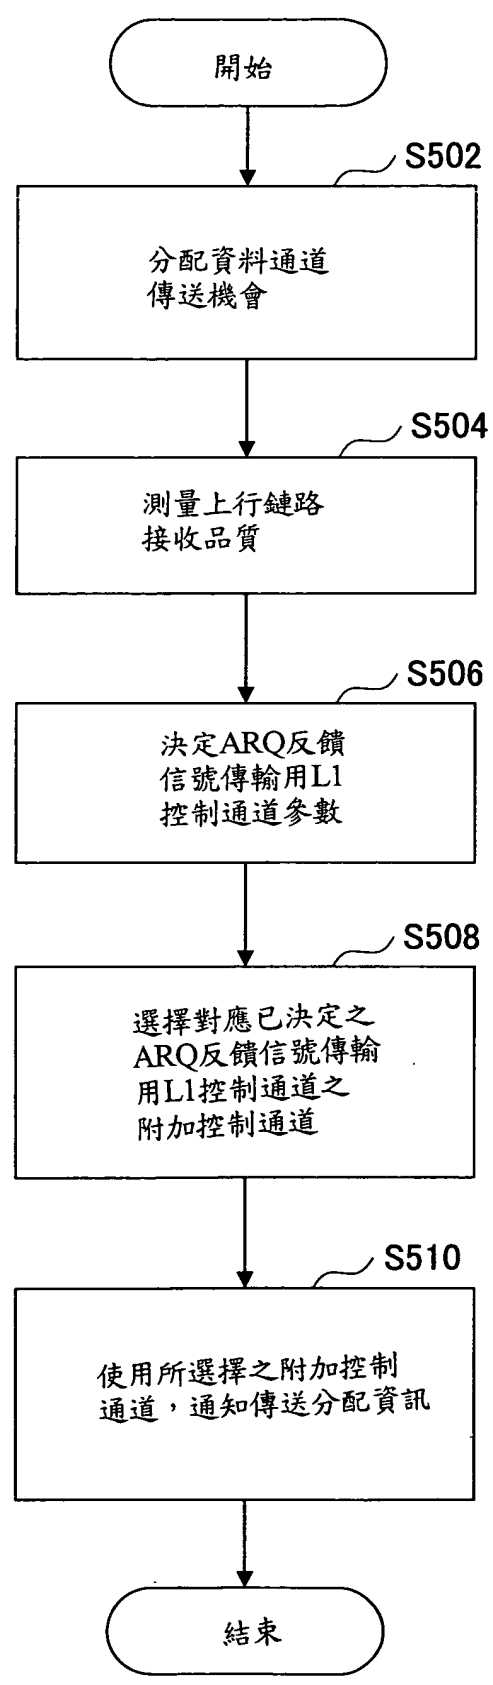 開始
S502
分配資料通道
傳送機會
S504
測量上行鏈路
接收品質
S506
決定ARQ反饋
信號傳輸用L1
控制通道參數
S508
選擇對應已決定之
ARQ反饋信號傳輸
用L1控制通道之
附加控制通道
S510
使用所選擇之附加控制
通道，通知傳送分配資訊
結束